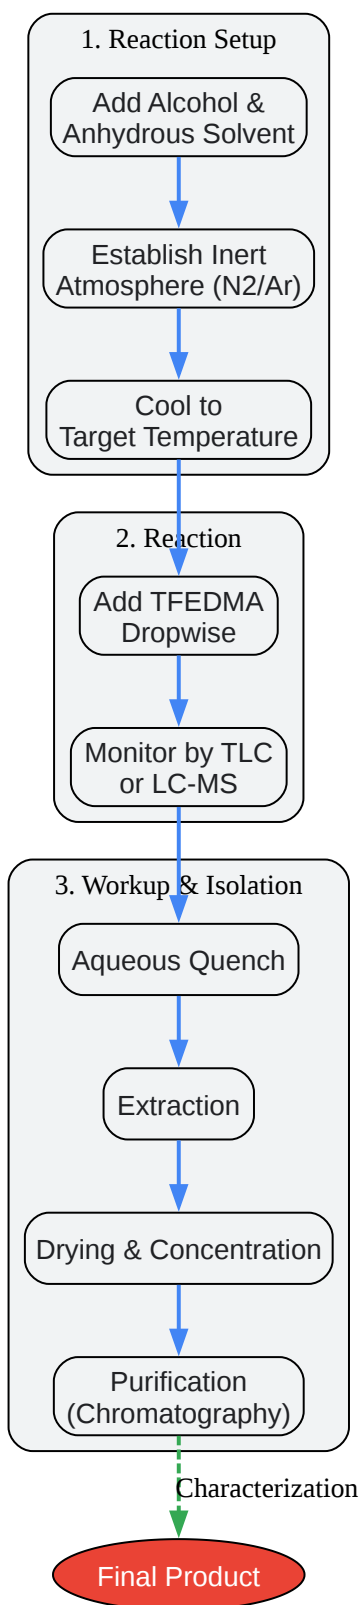 1. Reaction Setup
Add Alcohol &
Anhydrous Solvent
Establish Inert
Atmosphere (N2/Ar)
Cool to
Target Temperature
2. Reaction
Add TFEDMA
Dropwise
Monitor by TLC
or LC-MS
3. Workup & Isolation
Aqueous Quench
Extraction
Drying & Concentration
Purification
(Chromatography)
Characterization
Final Product